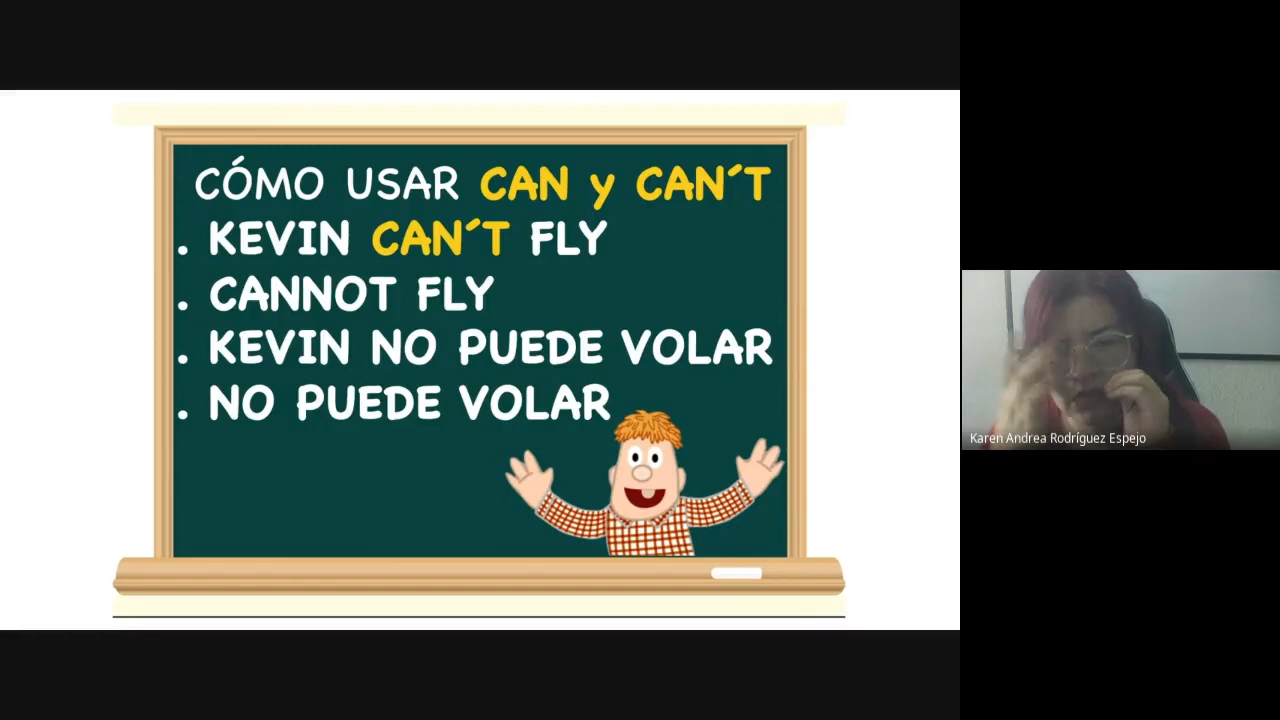 CÓMO USAR CAN y CAN´T
. KEVIN CAN´T FLY
. CANNOT FLY
. KEVIN NO PUEDE VOLAR
. NO PUEDE VOLAR
Karen Andrea Rodríguez Espejo